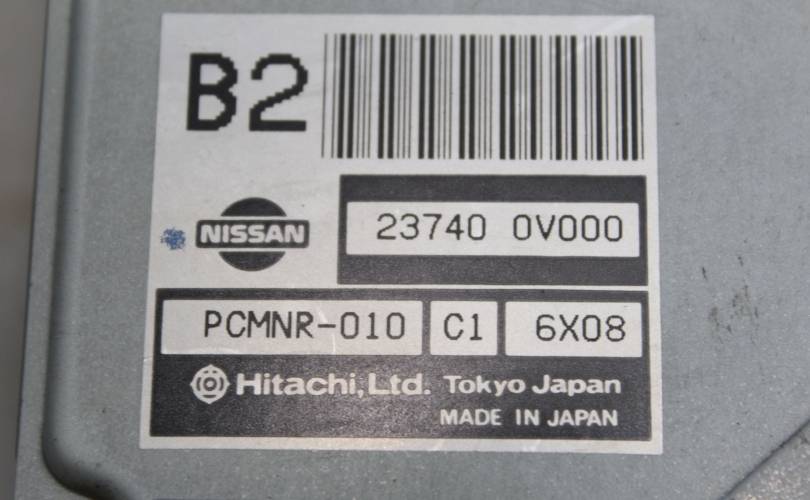 B2
NISSAN
23740 0V000
PCMNR-010 C1 6X08
Hitachi, Ltd. Tokyo Japan
MADE IN JAPAN